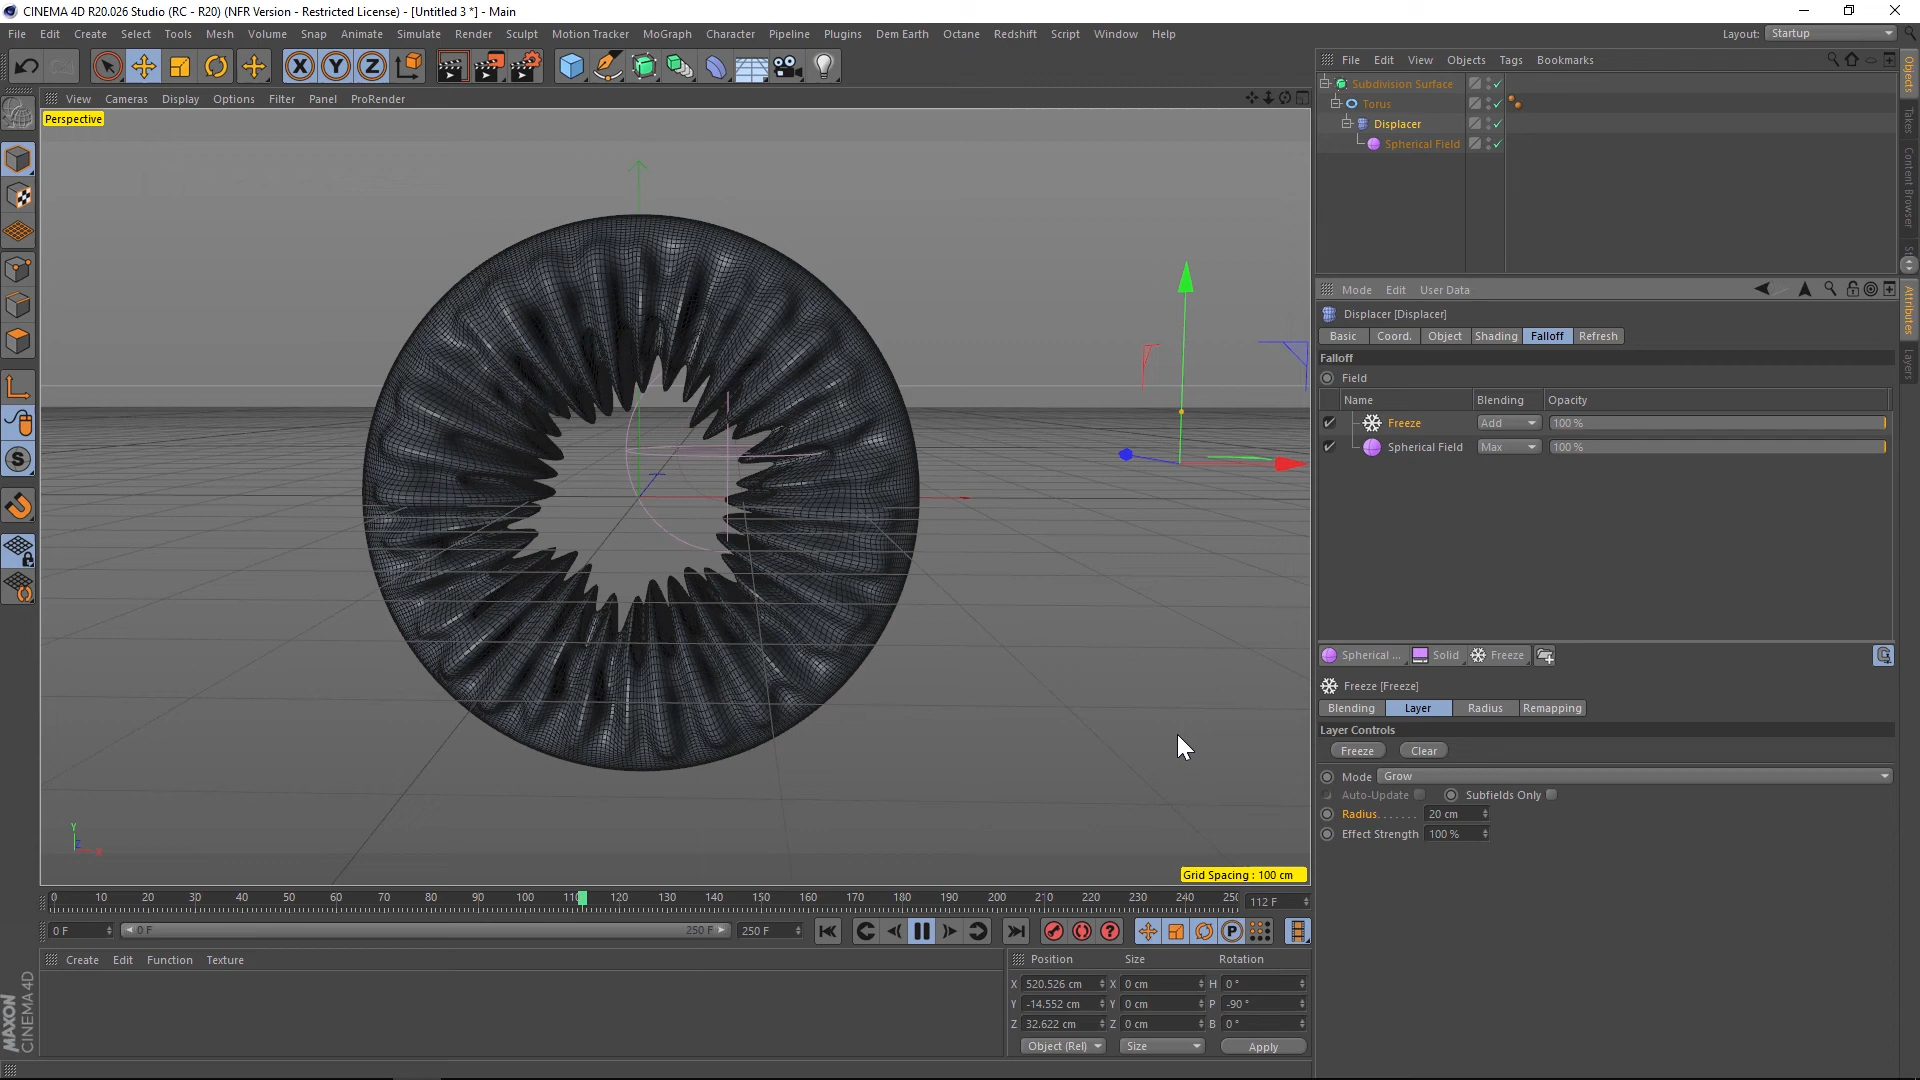 CINEMA 4D R20.026 Studio (RC - R20) (NFR Version - Restricted License) - [Untitled 3 *] - Main
File Edit Create Select Tools Mesh Volume Snap Animate Simulate Render Sculpt Motion Tracker MoGraph Character Pipeline Plugins Dem Earth Octane Redshift Script Window Help
Layout: Startup
View Cameras Display Options Filter Panel ProRender
Perspective
File Edit View Objects Tags Bookmarks
Subdivision Surface
Torus
Displacer
Spherical Field
Objects
Takes
Content Browser
Attributes
Layers
Mode Edit User Data
Displacer [Displacer]
Basic Coord. Object Shading Falloff Refresh
Falloff
Field
Name Blending Opacity
Freeze Add 100 %
Spherical Field Max 100 %
Spherical ... Solid Freeze
Freeze [Freeze]
Blending Layer Radius Remapping
Layer Controls
Freeze Clear
Mode Grow
Auto-Update Subfields Only
Radius. . . . . . . 20 cm
Effect Strength 100 %
X Y Z
S
Y
Z
X
Grid Spacing : 100 cm
0 10 20 30 40 50 60 70 80 90 100 110 120 130 140 150 160 170 180 190 200 210 220 230 240 250
112 F
0 F 0 F 250 F 250 F
P
Create Edit Function Texture
Position Size Rotation
X 520.526 cm X 0 cm H 0 °
Y -14.552 cm Y 0 cm P -90 °
Z 32.622 cm Z 0 cm B 0 °
Object (Rel) Size Apply
MAXON
CINEMA 4D